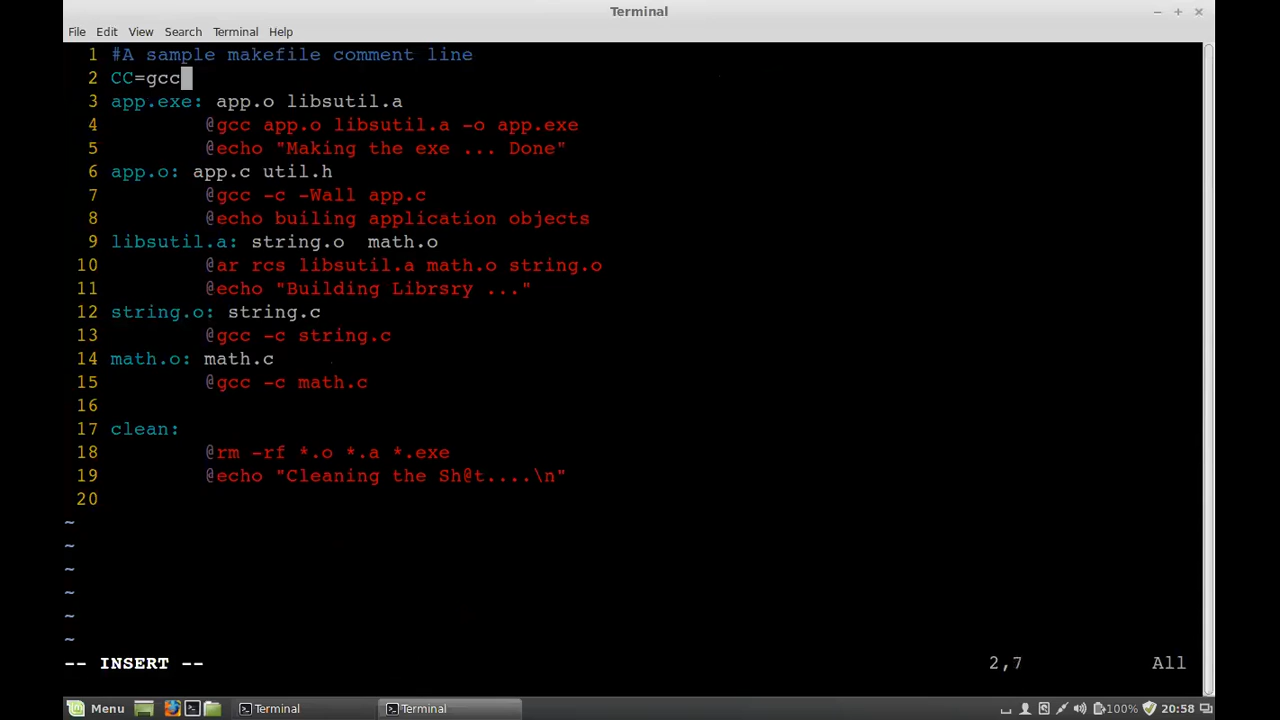 Terminal
File Edit View Search Terminal Help
1 #A sample makefile comment line
2 CC=gcc
3 app.exe: app.o libsutil.a
4 @gcc app.o libsutil.a -o app.exe
5 @echo "Making the exe ... Done"
6 app.o: app.c util.h
7 @gcc -c -Wall app.c
8 @echo builing application objects
9 libsutil.a: string.o  math.o
10 @ar rcs libsutil.a math.o string.o
11 @echo "Building Librsry ..."
12 string.o: string.c
13 @gcc -c string.c
14 math.o: math.c
15 @gcc -c math.c
16
17 clean:
18 @rm -rf *.o *.a *.exe
19 @echo "Cleaning the Sh@t....\n"
20
~
~
~
~
~
~
-- INSERT -- 2,7 All
Menu Terminal Terminal 100% 20:58